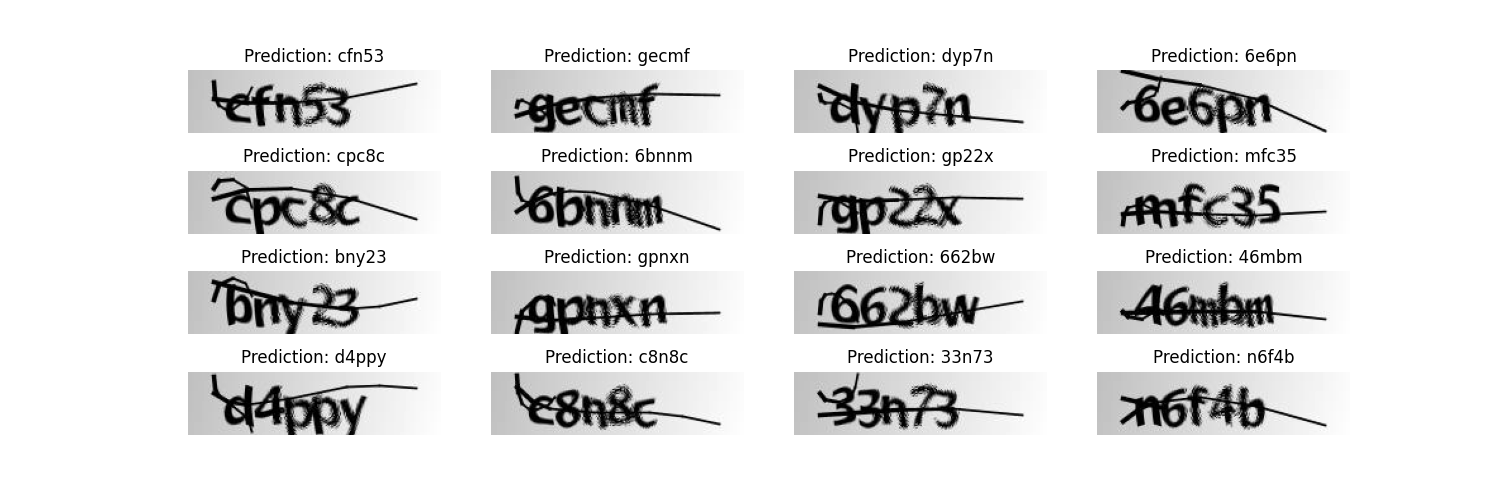 Prediction: cfn53 Prediction: gecmf Prediction: dyp7n Prediction: 6e6pn
cfn53 gecmf dyp7n 6e6pn
Prediction: cpc8c Prediction: 6bnnm Prediction: gp22x Prediction: mfc35
cpc8c 6bnnm gp22x mfc35
Prediction: bny23 Prediction: gpnxn Prediction: 662bw Prediction: 46mbm
bny23 gpnxn 662bw 46mbm
Prediction: d4ppy Prediction: c8n8c Prediction: 33n73 Prediction: n6f4b
d4ppy c8n8c 33n73 n6f4b